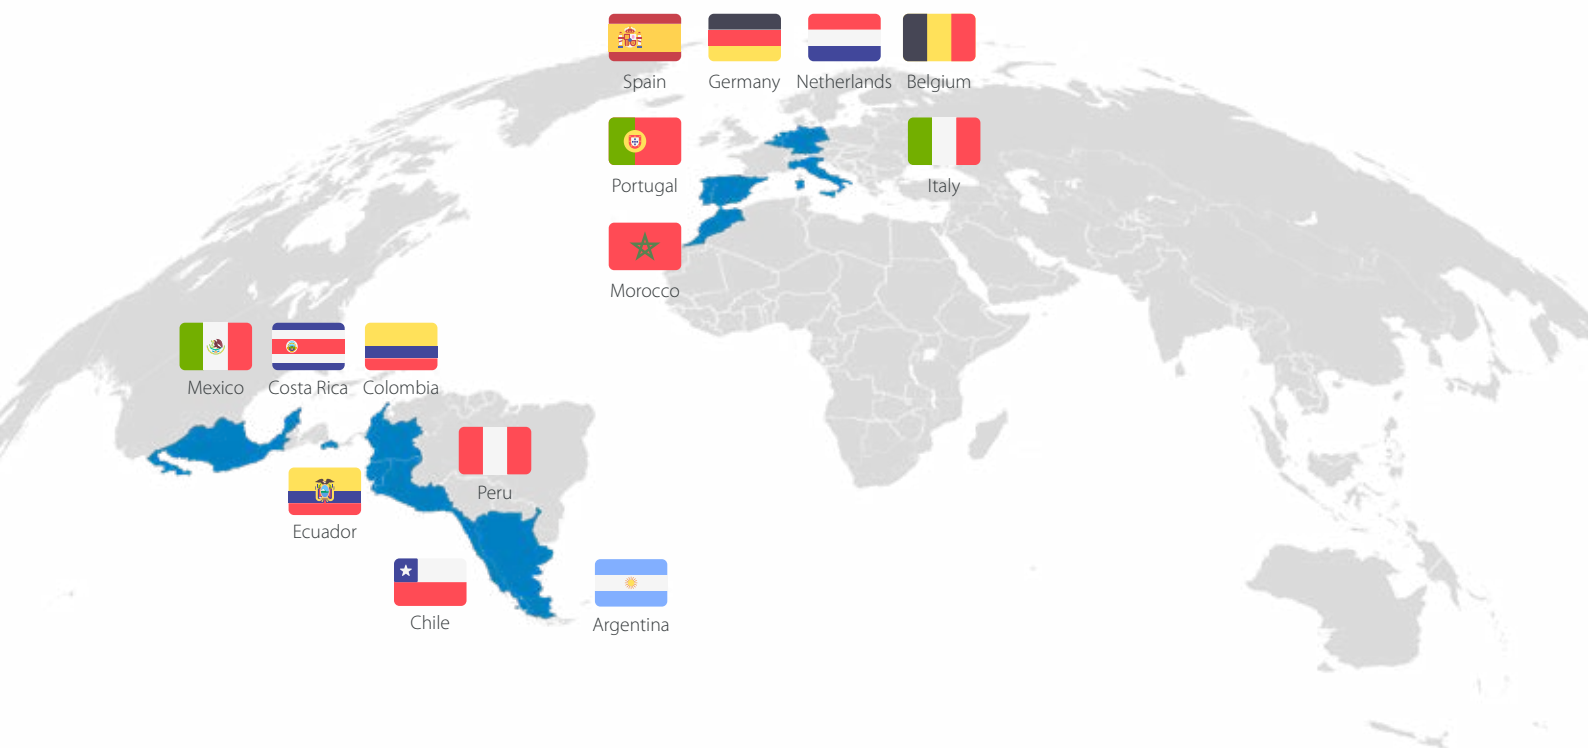 Spain Germany Netherlands Belgium
Portugal Italy
Morocco
Mexico Costa Rica Colombia
Peru
Ecuador
Chile Argentina